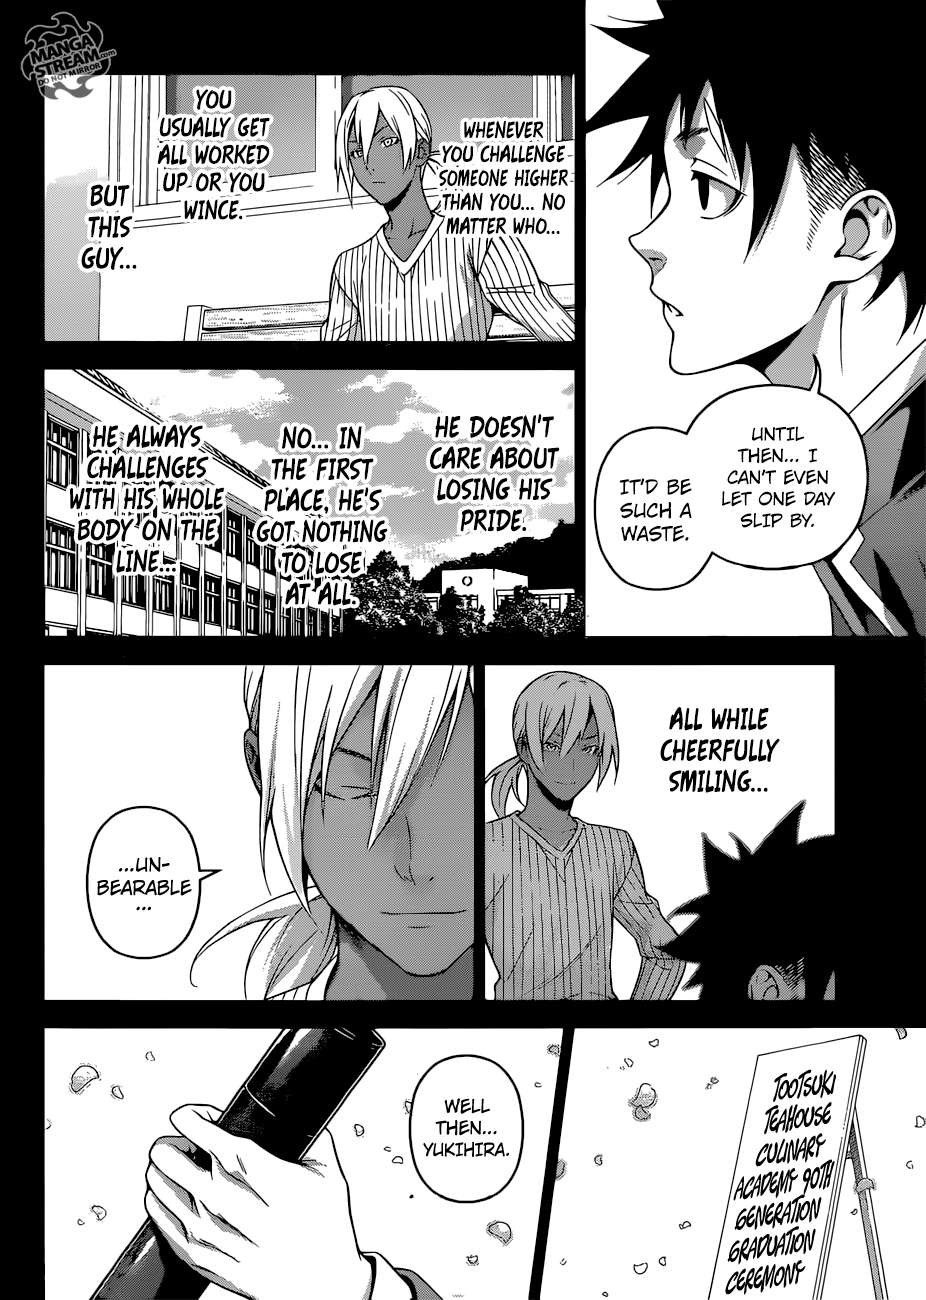 MANGA
STREAM.com
DO NOT MIRROR
UNTIL
THEN... I
CAN'T EVEN
LET ONE DAY
SLIP BY.
IT'D BE
SUCH A
WASTE.
WHENEVER
YOU CHALLENGE
SOMEONE HIGHER
THAN YOU... NO
MATTER WHO...
YOU
USUALLY GET
ALL WORKED
UP OR YOU
WINCE.
BUT
THIS
GUY...
HE DOESN'T
CARE ABOUT
LOSING HIS
PRIDE.
NO... IN
THE FIRST
PLACE, HE'S
GOT NOTHING
TO LOSE
AT ALL.
HE ALWAYS
CHALLENGES
WITH HIS WHOLE
BODY ON THE
LINE...
ALL WHILE
CHEERFULLY
SMILING...
...UN-
BEARABLE
...
TOOTSUKI
TEAHOUSE
CULINARY
ACADEMY 90TH
GENERATION
GRADUATION
CEREMONY
WELL
THEN...
YUKIHIRA.